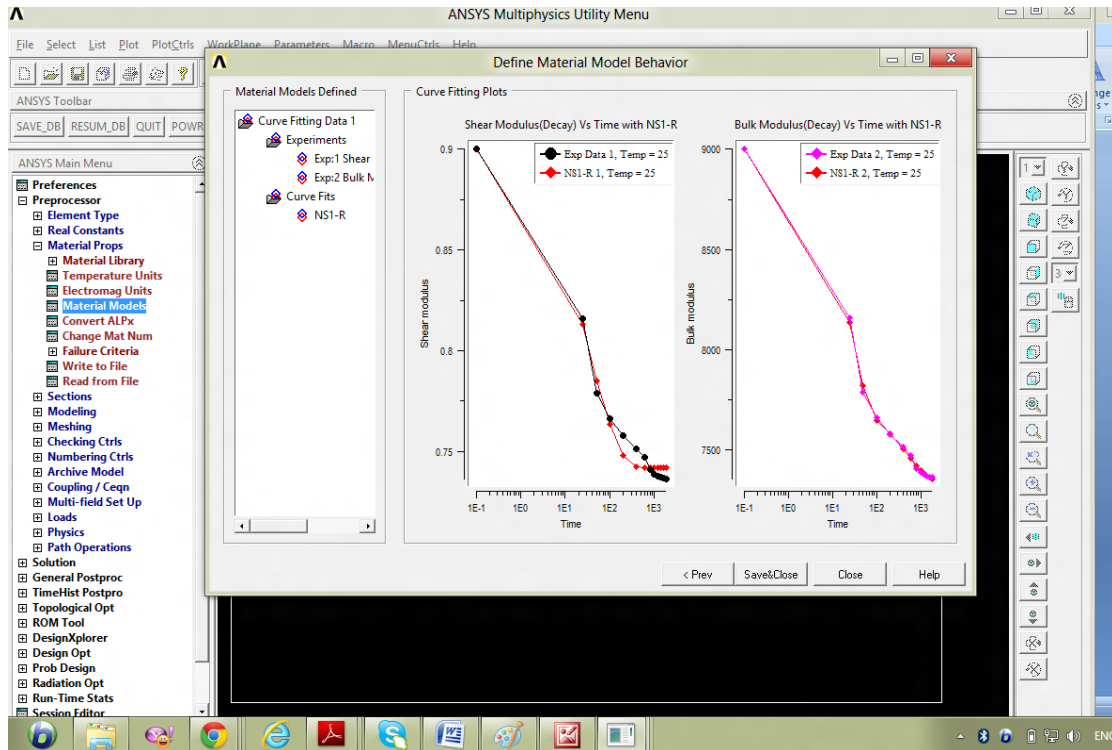 ANSYS Multiphysics Utility Menu
File Select List Plot PlotCtrls WorkPlane Parameters Macro MenuCtrls Help
ANSYS Toolbar
SAVE_DB RESUM_DB QUIT POWR
ANSYS Main Menu
Preferences
Preprocessor
Element Type
Real Constants
Material Props
Material Library
Temperature Units
Electromag Units
Material Models
Convert ALPx
Change Mat Num
Failure Criteria
Write to File
Read from File
Sections
Modeling
Meshing
Checking Ctrls
Numbering Ctrls
Archive Model
Coupling / Ceqn
Multi-field Set Up
Loads
Physics
Path Operations
Solution
General Postproc
TimeHist Postpro
Topological Opt
ROM Tool
DesignXplorer
Design Opt
Prob Design
Radiation Opt
Run-Time Stats
Session Editor
Define Material Model Behavior
Material Models Defined
Curve Fitting Data 1
Experiments
Exp:1 Shear
Exp:2 Bulk M
Curve Fits
NS1-R
Curve Fitting Plots
Shear Modulus(Decay) Vs Time with NS1-R
Exp Data 1, Temp = 25
NS1-R 1, Temp = 25
0.9
0.85
0.8
0.75
Shear modulus
1E-1 1E0 1E1 1E2 1E3
Time
Bulk Modulus(Decay) Vs Time with NS1-R
Exp Data 2, Temp = 25
NS1-R 2, Temp = 25
9000
8500
8000
7500
Bulk modulus
1E-1 1E0 1E1 1E2 1E3
Time
< Prev Save&Close Close Help
1
3
nge
ENG